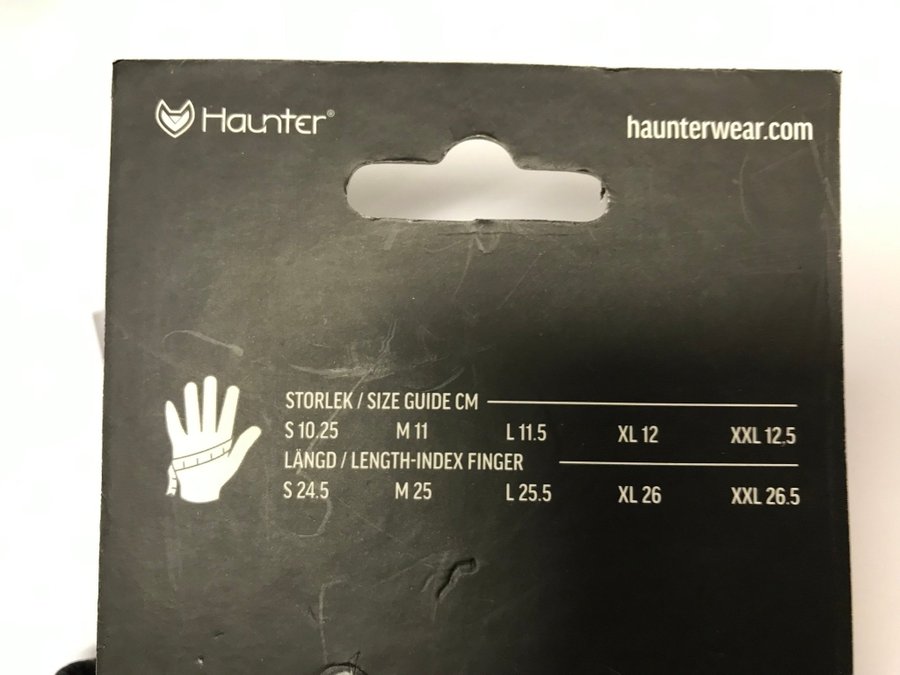 Haunter®
haunterwear.com
STORLEK / SIZE GUIDE CM
S 10.25 M 11 L 11.5 XL 12 XXL 12.5
LÄNGD / LENGTH-INDEX FINGER
S 24.5 M 25 L 25.5 XL 26 XXL 26.5